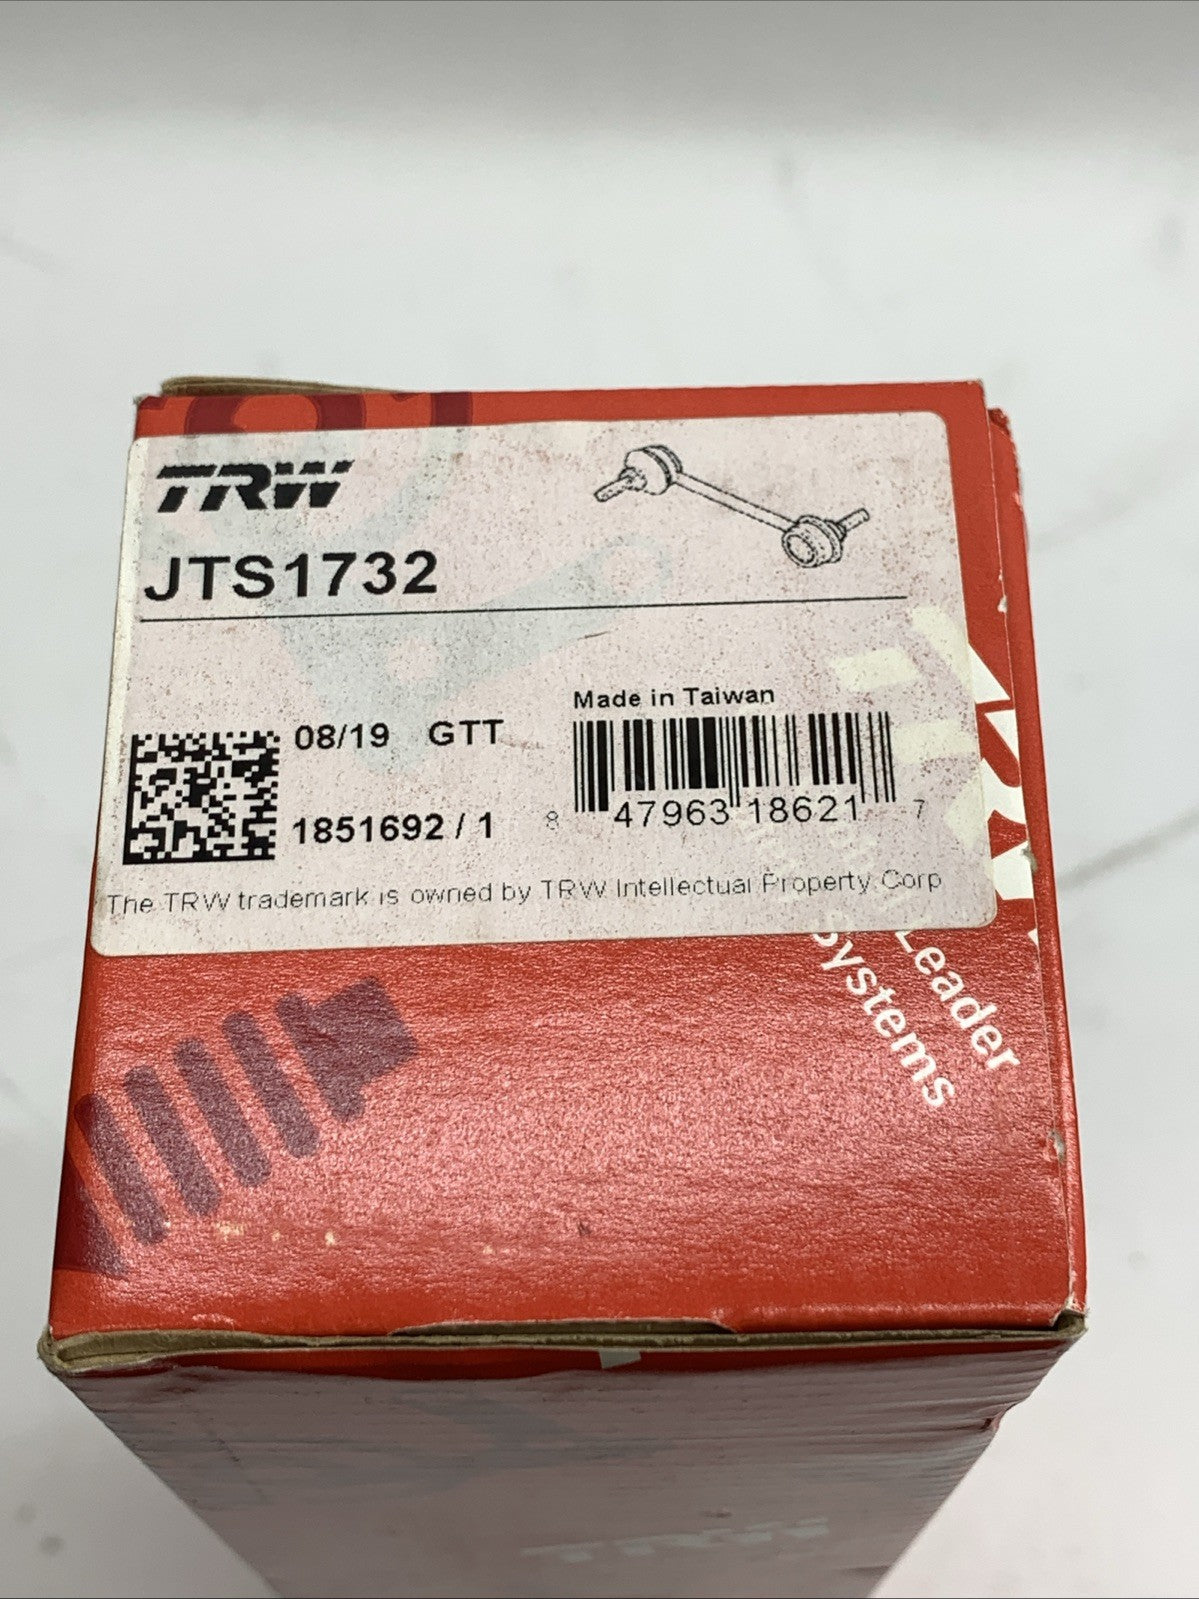 TRW
JTS1732
08/19 GTT
Made in Taiwan
1851692 / 1
8 47963 18621 7
The TRW trademark is owned by TRW Intellectual Property Corp
Leader
Systems
TRW